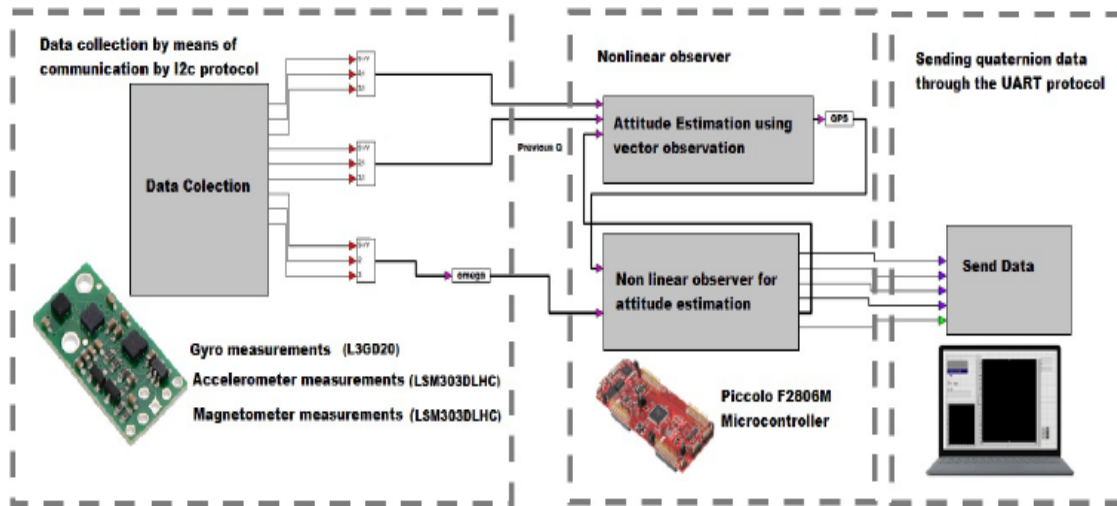 Data collection by means of
communication by I2c protocol
Data Colection
omega
Gyro measurements (L3GD20)
Accelerometer measurements (LSM303DLHC)
Magnetometer measurements (LSM303DLHC)
Nonlinear observer
Attitude Estimation using
vector observation
GPS
Previous Q
Non linear observer for
attitude estimation
Piccolo F2806M
Microcontroller
Sending quaternion data
through the UART protocol
Send Data